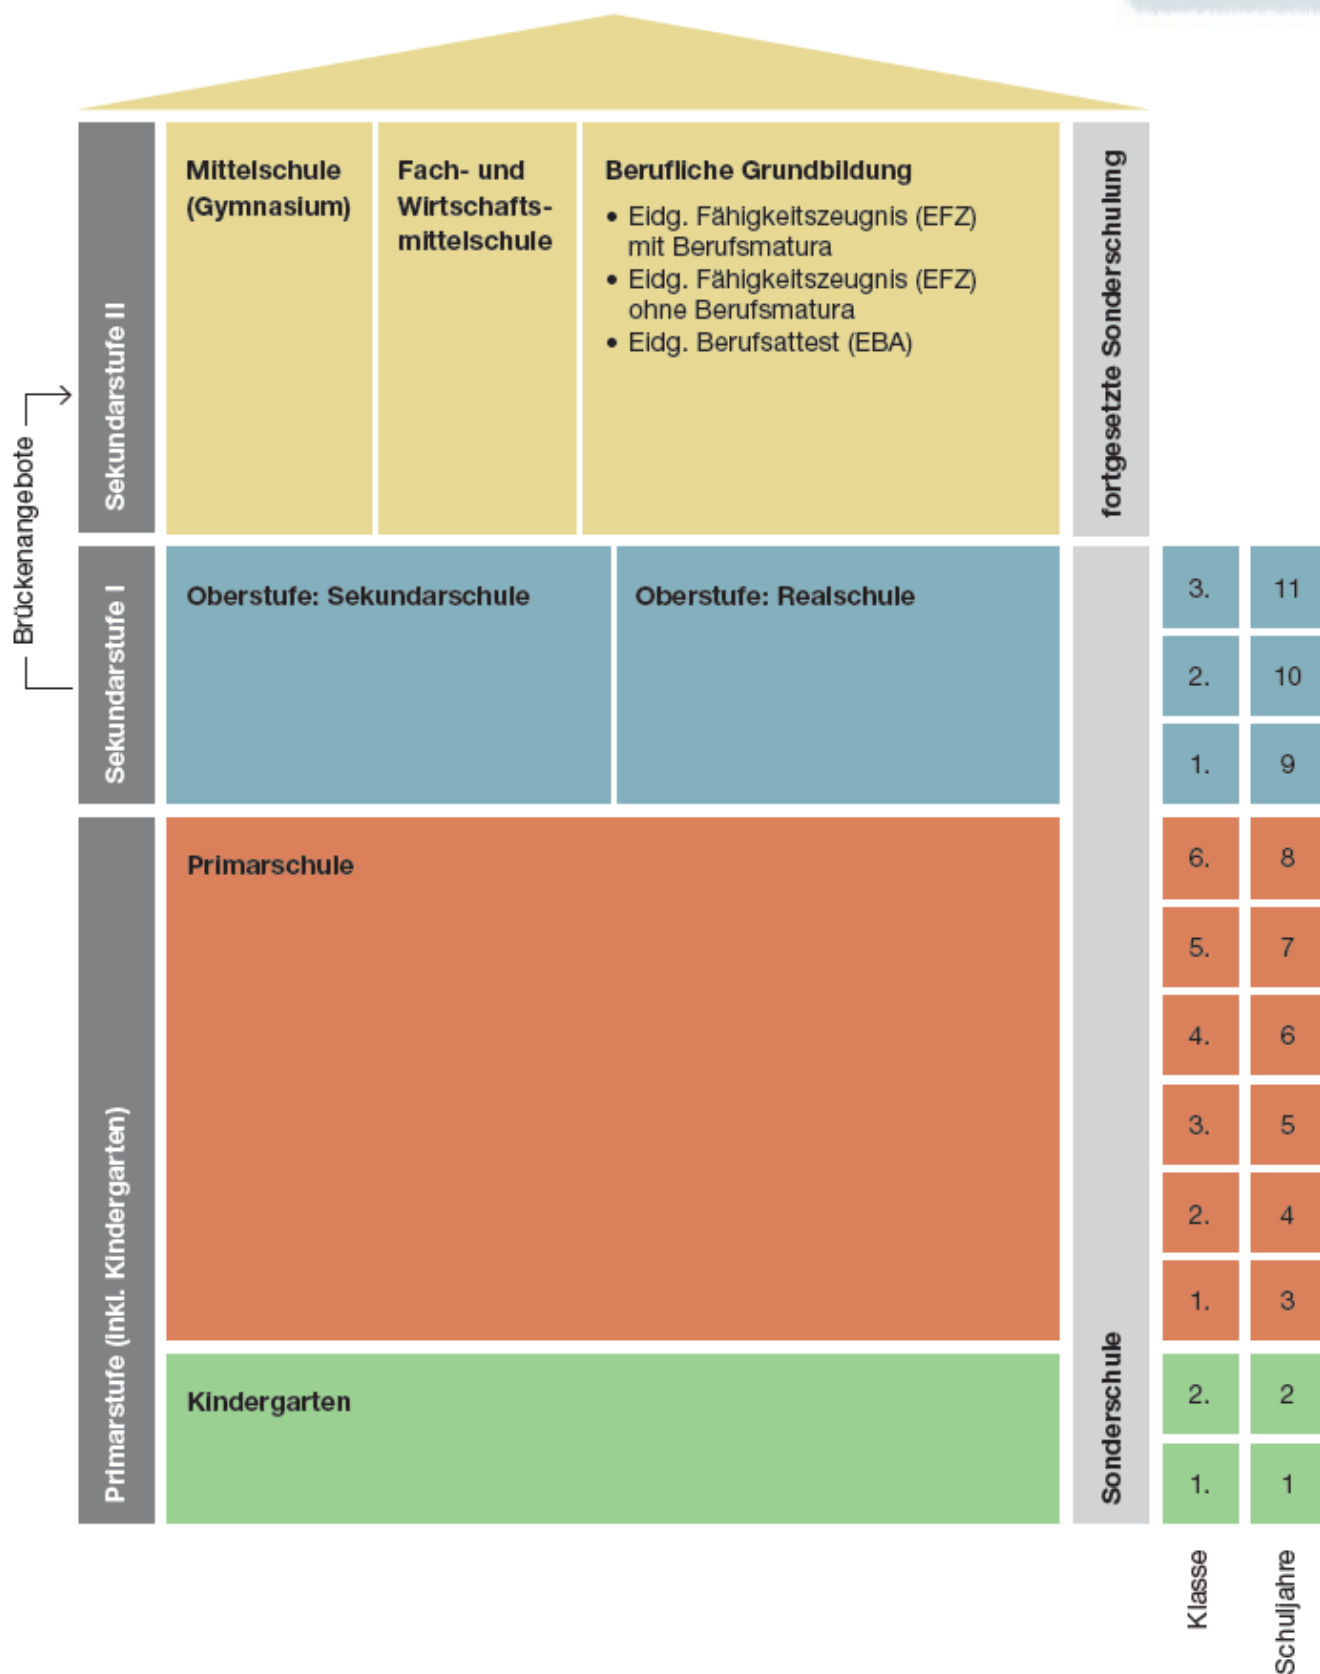 Mittelschule
(Gymnasium)
Fach- und
Wirtschafts-
mittelschule
Berufliche Grundbildung
• Eidg. Fähigkeitszeugnis (EFZ)
mit Berufsmatura
• Eidg. Fähigkeitszeugnis (EFZ)
ohne Berufsmatura
• Eidg. Berufsattest (EBA)
fortgesetzte Sonderschulung
Sekundarstufe II
Brückenangebote
Sekundarstufe I
Oberstufe: Sekundarschule
Oberstufe: Realschule
3. 11
2. 10
1. 9
Primarstufe (inkl. Kindergarten)
Primarschule
6. 8
5. 7
4. 6
3. 5
2. 4
1. 3
Kindergarten
Sonderschule
2. 2
1. 1
Klasse
Schuljahre